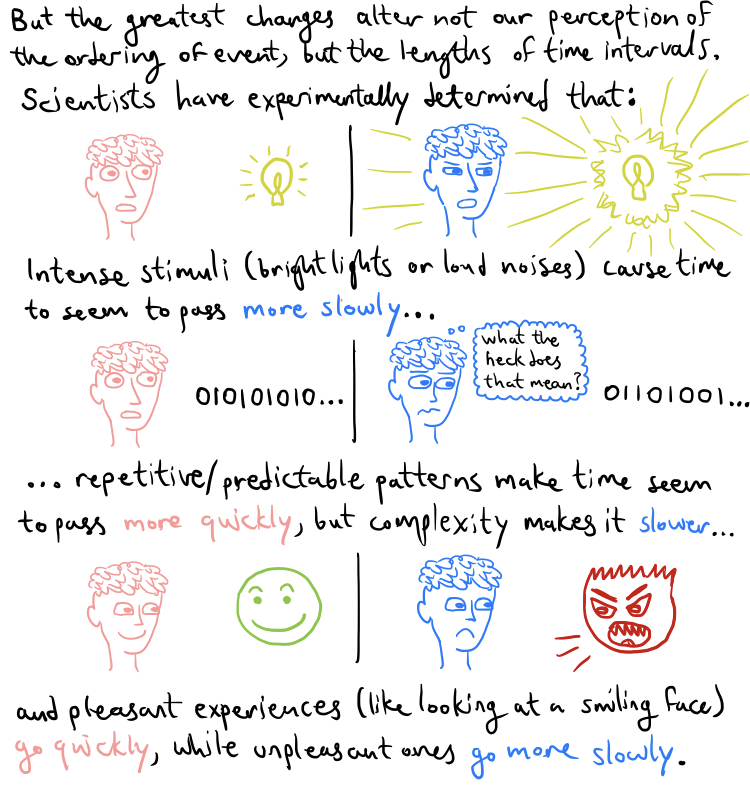 But the greatest changes alter not our perception of
the ordering of event, but the lengths of time intervals.
Scientists have experimentally determined that:
Intense stimuli (bright lights or loud noises) cause time
to seem to pass more slowly...
what the
heck does
that mean?
010101010...
01101001...
... repetitive/predictable patterns make time seem
to pass more quickly, but complexity makes it slower...
and pleasant experiences (like looking at a smiling face)
go quickly, while unpleasant ones go more slowly.